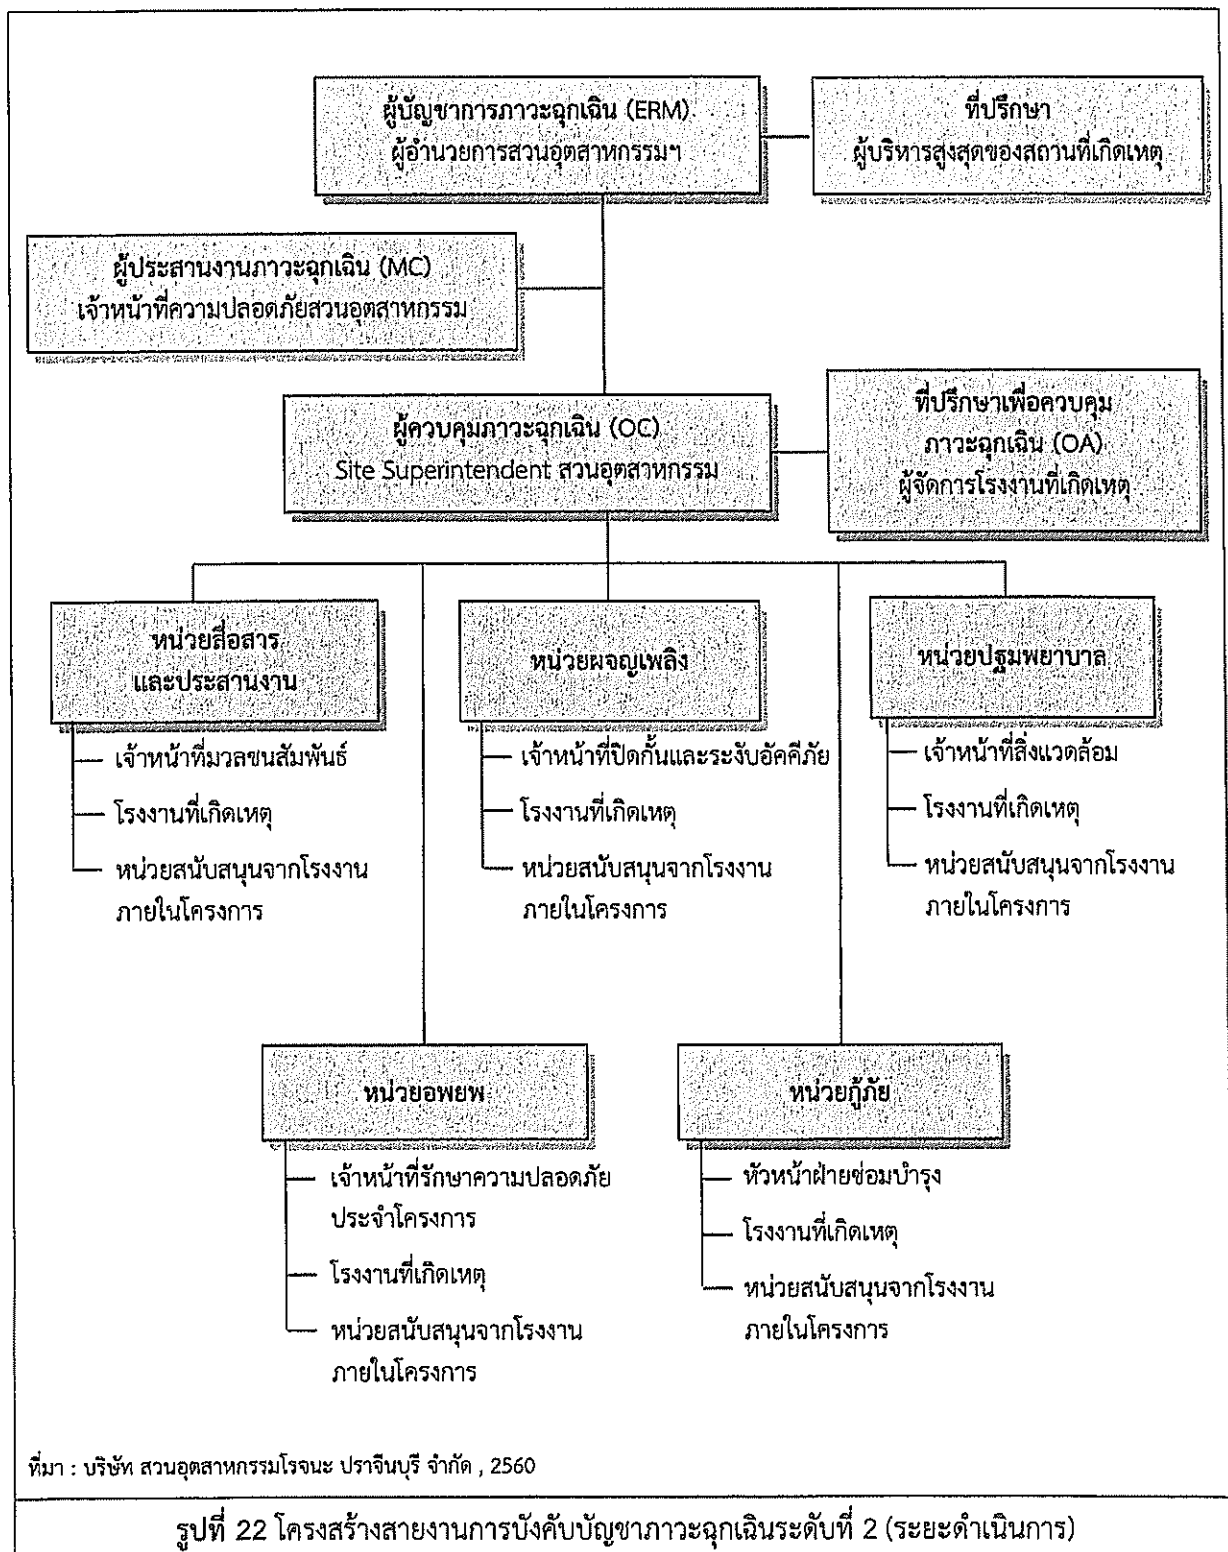 ผู้บัญชาการภาวะฉุกเฉิน (ERM)
ผู้อำนวยการสวนอุตสาหกรรมฯ
ที่ปรึกษา
ผู้บริหารสูงสุดของสถานที่เกิดเหตุ
ผู้ประสานงานภาวะฉุกเฉิน (MC)
เจ้าหน้าที่ความปลอดภัยสวนอุตสาหกรรม
ผู้ควบคุมภาวะฉุกเฉิน (OC)
Site Superintendent สวนอุตสาหกรรม
ที่ปรึกษาเพื่อควบคุม
ภาวะฉุกเฉิน (OA)
ผู้จัดการโรงงานที่เกิดเหตุ
หน่วยสื่อสาร
และประสานงาน
เจ้าหน้าที่มวลชนสัมพันธ์
โรงงานที่เกิดเหตุ
หน่วยสนับสนุนจากโรงงาน
ภายในโครงการ
หน่วยผจญเพลิง
เจ้าหน้าที่ปิดกั้นและระงับอัคคีภัย
โรงงานที่เกิดเหตุ
หน่วยสนับสนุนจากโรงงาน
ภายในโครงการ
หน่วยปฐมพยาบาล
เจ้าหน้าที่สิ่งแวดล้อม
โรงงานที่เกิดเหตุ
หน่วยสนับสนุนจากโรงงาน
ภายในโครงการ
หน่วยอพยพ
เจ้าหน้าที่รักษาความปลอดภัย
ประจำโครงการ
โรงงานที่เกิดเหตุ
หน่วยสนับสนุนจากโรงงาน
ภายในโครงการ
หน่วยกู้ภัย
หัวหน้าฝ่ายซ่อมบำรุง
โรงงานที่เกิดเหตุ
หน่วยสนับสนุนจากโรงงาน
ภายในโครงการ
ที่มา : บริษัท สวนอุตสาหกรรมโรจนะ ปราจีนบุรี จำกัด , 2560
รูปที่ 22 โครงสร้างสายงานการบังคับบัญชาภาวะฉุกเฉินระดับที่ 2 (ระยะดำเนินการ)